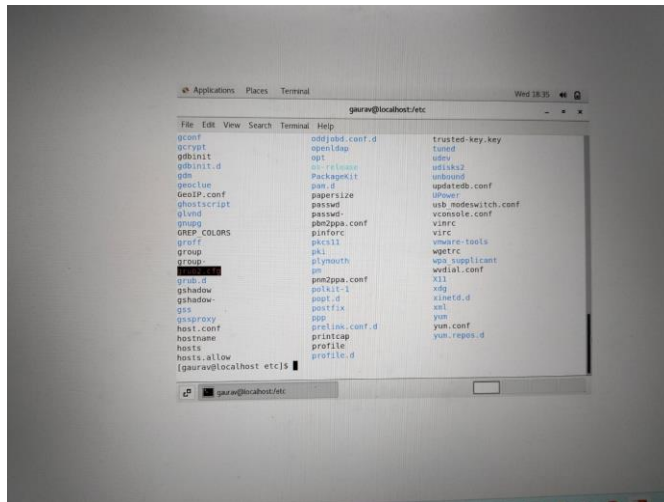 Applications Places Terminal Wed 18:35
gaurav@localhost:/etc
File Edit View Search Terminal Help
gconf oddjobd.conf.d trusted-key.key
gcrypt openldap tuned
gdbinit opt udev
gdbinit.d os-release udisks2
gdm PackageKit unbound
geoclue pam.d updatedb.conf
GeoIP.conf papersize UPower
ghostscript passwd usb_modeswitch.conf
glvnd passwd- vconsole.conf
gnupg pbm2ppa.conf vimrc
GREP_COLORS pinforc virc
groff pkcs11 vmware-tools
group pki wgetrc
group- plymouth wpa_supplicant
grub2.cfg pm wvdial.conf
grub.d pnm2ppa.conf X11
gshadow polkit-1 xdg
gshadow- popt.d xinetd.d
gss postfix xml
gssproxy ppp yum
host.conf prelink.conf.d yum.conf
hostname printcap yum.repos.d
hosts profile
hosts.allow profile.d
[gaurav@localhost etc]$
gaurav@localhost:/etc